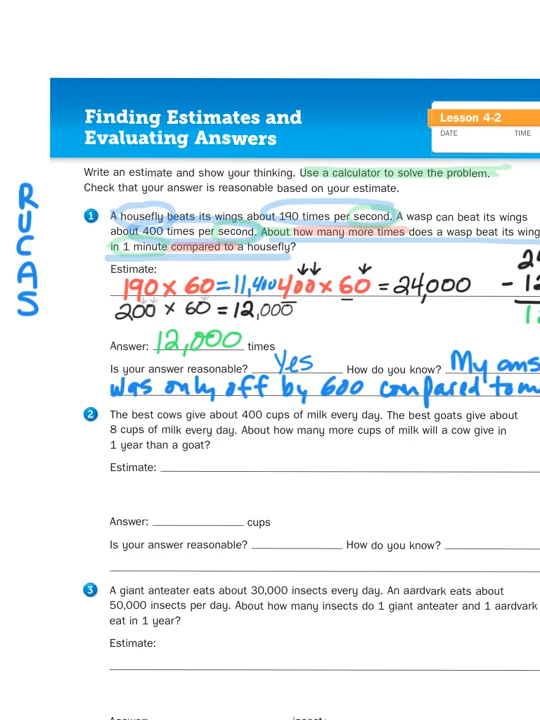 Finding Estimates and
Evaluating Answers
Lesson 4-2
DATE TIME
Write an estimate and show your thinking. Use a calculator to solve the problem.
Check that your answer is reasonable based on your estimate.
RUCAS
1 A housefly beats its wings about 190 times per second. A wasp can beat its wings
about 400 times per second. About how many more times does a wasp beat its wing
in 1 minute compared to a housefly?
Estimate:
190 × 60 = 11,400 400 × 60 = 24,000
200 × 60 = 12,000
Answer: 12,000 times
Is your answer reasonable? Yes How do you know? My ans
was only off by 600 compared to m
2 The best cows give about 400 cups of milk every day. The best goats give about
8 cups of milk every day. About how many more cups of milk will a cow give in
1 year than a goat?
Estimate:
Answer: cups
Is your answer reasonable? How do you know?
3 A giant anteater eats about 30,000 insects every day. An aardvark eats about
50,000 insects per day. About how many insects do 1 giant anteater and 1 aardvark
eat in 1 year?
Estimate: